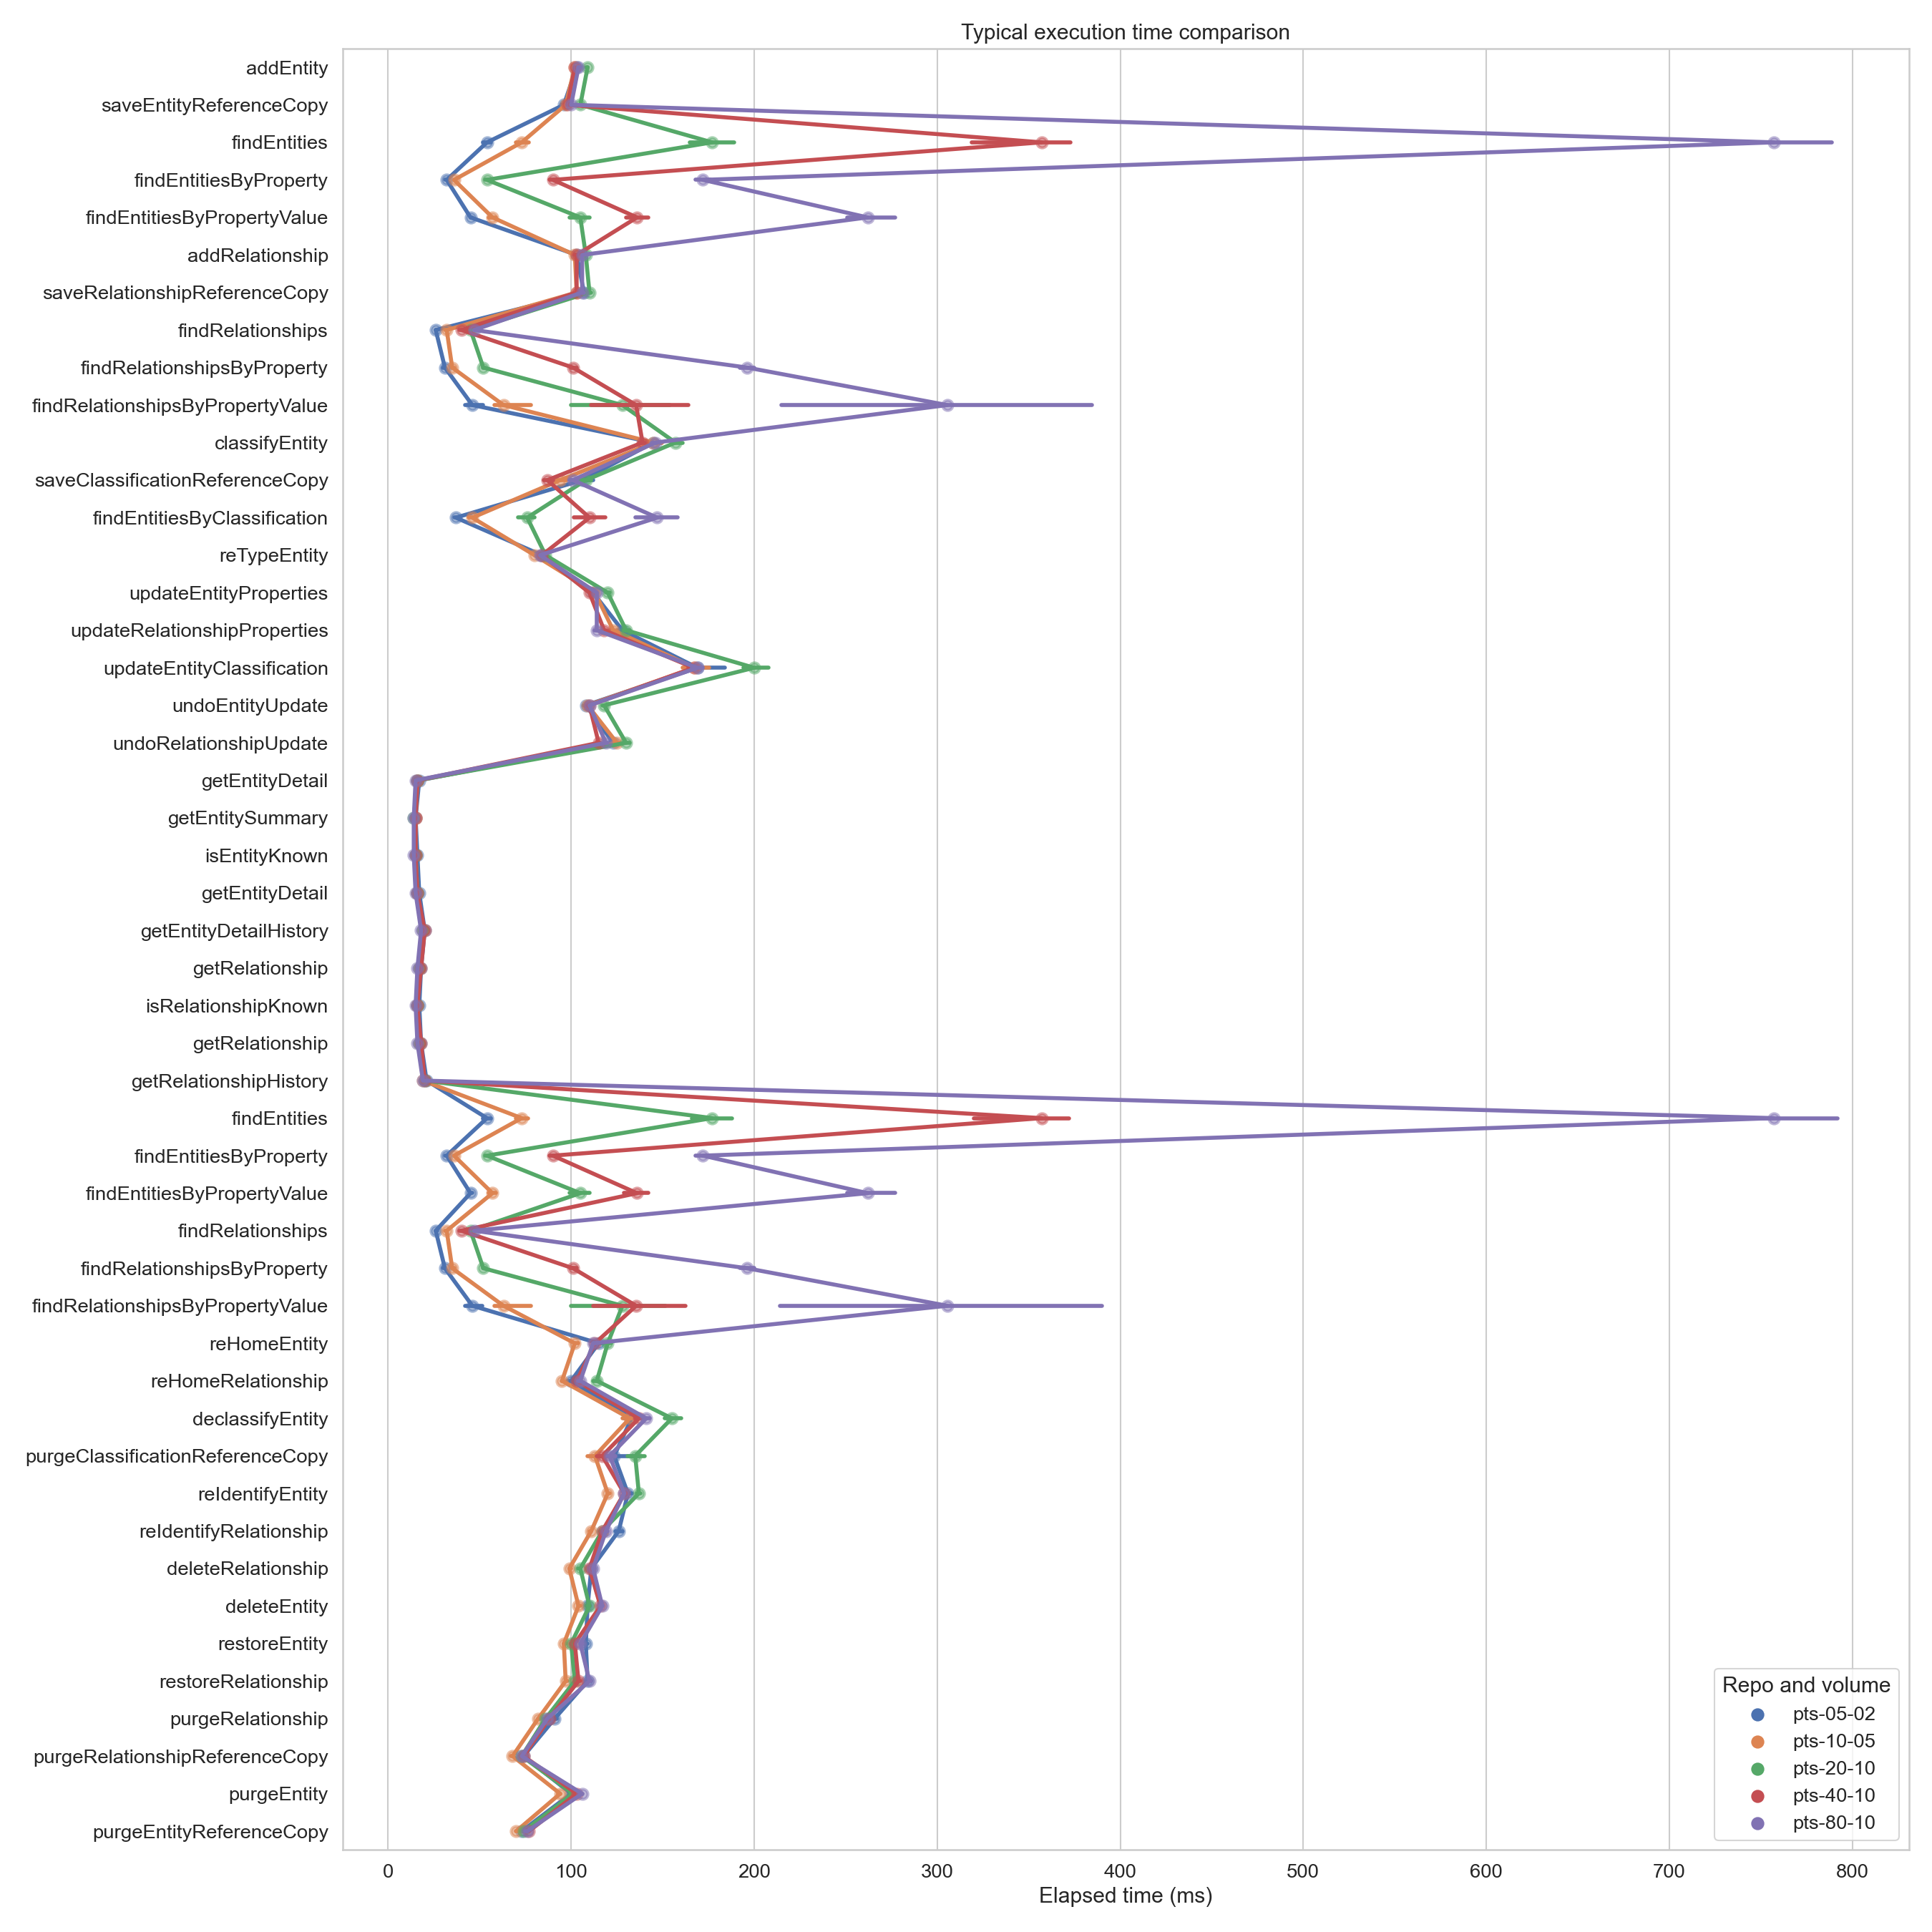 Typical execution time comparison
addEntity
saveEntityReferenceCopy
findEntities
findEntitiesByProperty
findEntitiesByPropertyValue
addRelationship
saveRelationshipReferenceCopy
findRelationships
findRelationshipsByProperty
findRelationshipsByPropertyValue
classifyEntity
saveClassificationReferenceCopy
findEntitiesByClassification
reTypeEntity
updateEntityProperties
updateRelationshipProperties
updateEntityClassification
undoEntityUpdate
undoRelationshipUpdate
getEntityDetail
getEntitySummary
isEntityKnown
getEntityDetail
getEntityDetailHistory
getRelationship
isRelationshipKnown
getRelationship
getRelationshipHistory
findEntities
findEntitiesByProperty
findEntitiesByPropertyValue
findRelationships
findRelationshipsByProperty
findRelationshipsByPropertyValue
reHomeEntity
reHomeRelationship
declassifyEntity
purgeClassificationReferenceCopy
reIdentifyEntity
reIdentifyRelationship
deleteRelationship
deleteEntity
restoreEntity
restoreRelationship
purgeRelationship
purgeRelationshipReferenceCopy
purgeEntity
purgeEntityReferenceCopy
Repo and volume
pts-05-02
pts-10-05
pts-20-10
pts-40-10
pts-80-10
0 100 200 300 400 500 600 700 800
Elapsed time (ms)